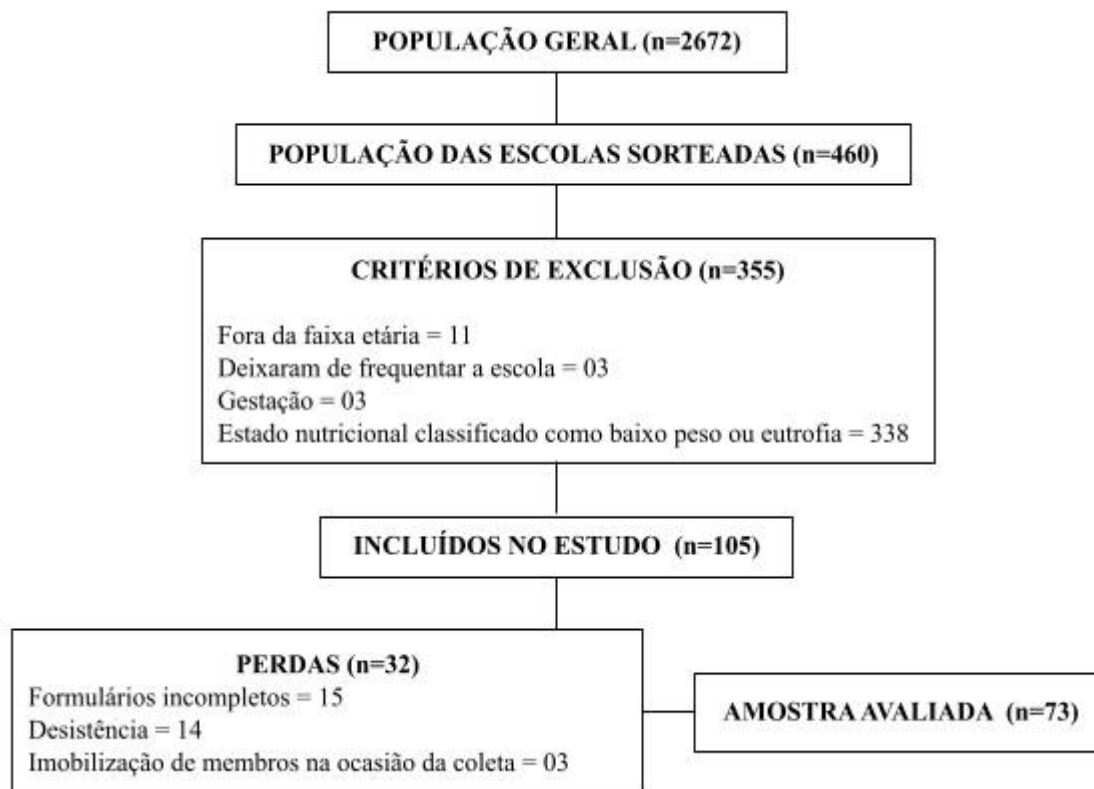 POPULAÇÃO GERAL (n=2672)
POPULAÇÃO DAS ESCOLAS SORTEADAS (n=460)
CRITÉRIOS DE EXCLUSÃO (n=355)
Fora da faixa etária = 11
Deixaram de frequentar a escola = 03
Gestação = 03
Estado nutricional classificado como baixo peso ou eutrofia = 338
INCLUÍDOS NO ESTUDO (n=105)
PERDAS (n=32)
Formulários incompletos = 15
Desistência = 14
Imobilização de membros na ocasião da coleta = 03
AMOSTRA AVALIADA (n=73)